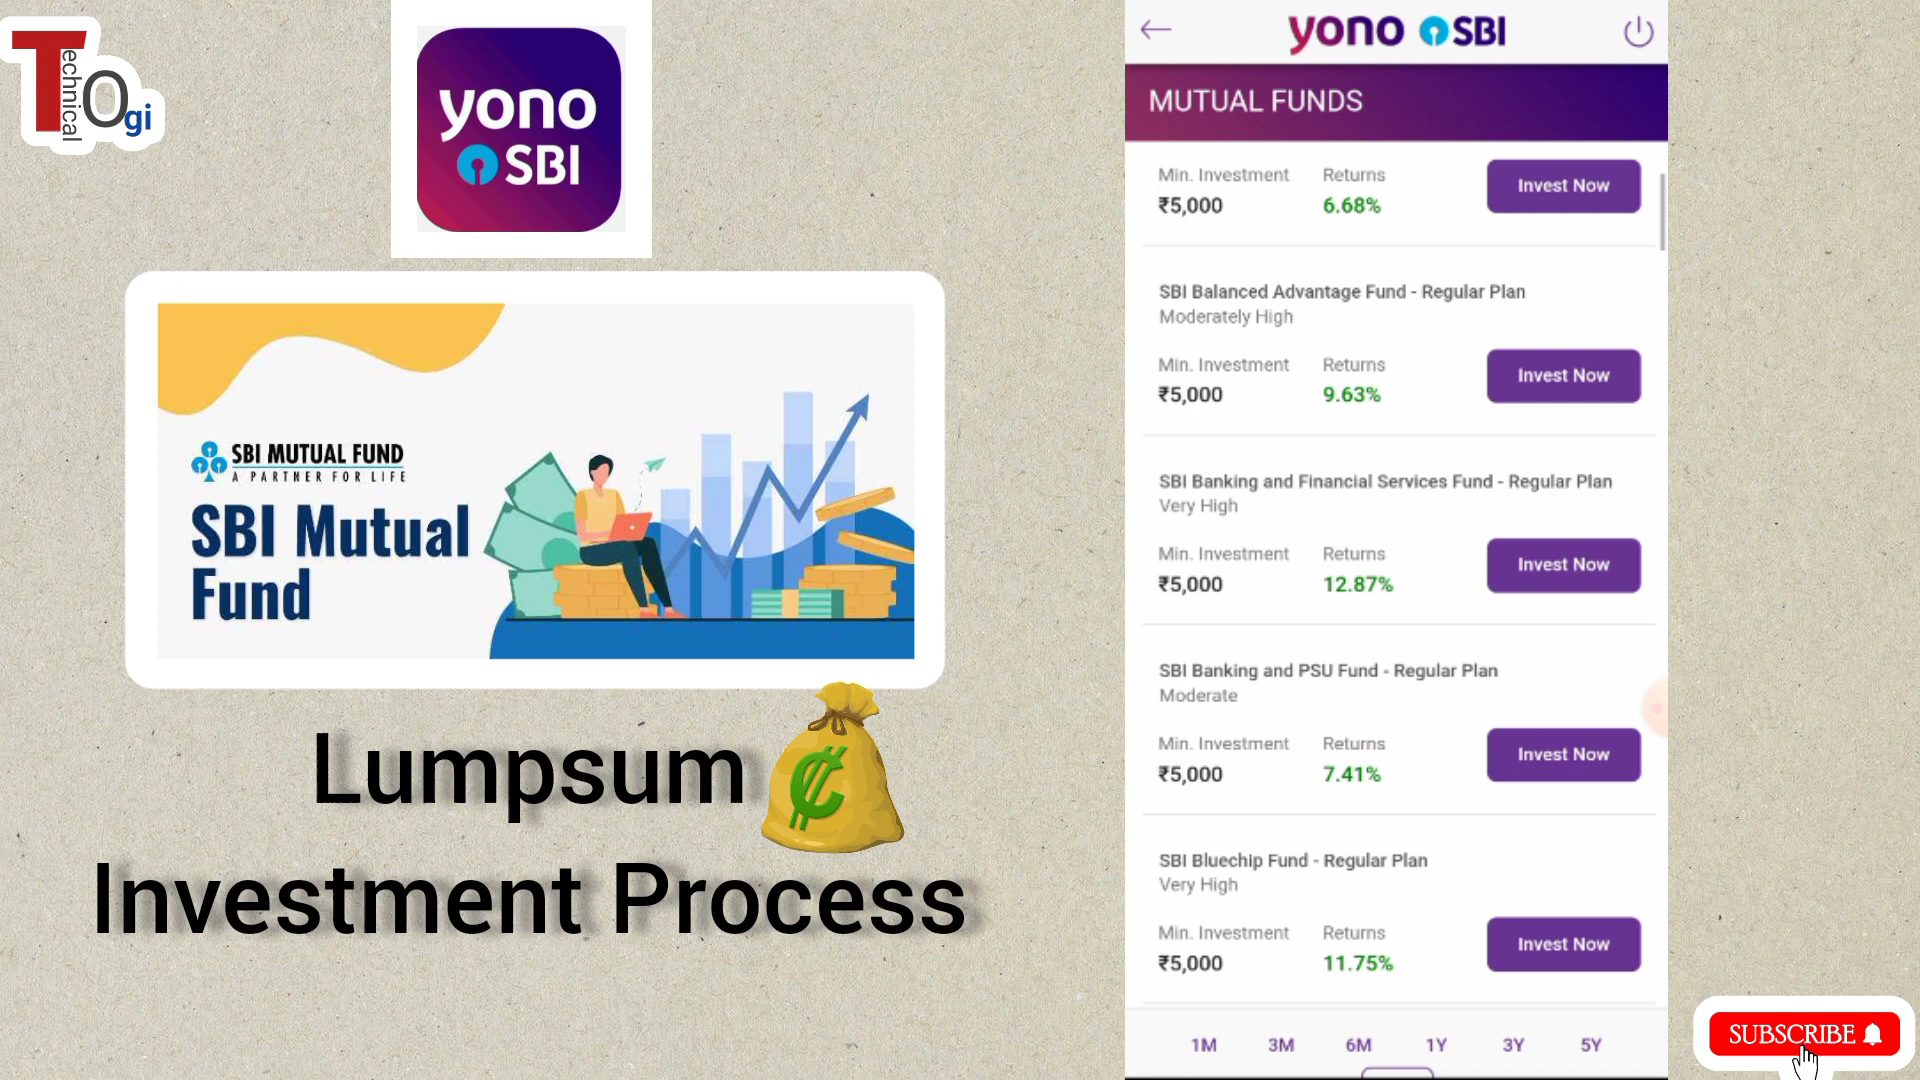 Technical Ogi
yono
SBI
SBI MUTUAL FUND
A PARTNER FOR LIFE
SBI Mutual
Fund
Lumpsum
Investment Process
yono SBI
MUTUAL FUNDS
Min. Investment Returns
₹5,000 6.68% Invest Now
SBI Balanced Advantage Fund - Regular Plan
Moderately High
Min. Investment Returns
₹5,000 9.63% Invest Now
SBI Banking and Financial Services Fund - Regular Plan
Very High
Min. Investment Returns
₹5,000 12.87% Invest Now
SBI Banking and PSU Fund - Regular Plan
Moderate
Min. Investment Returns
₹5,000 7.41% Invest Now
SBI Bluechip Fund - Regular Plan
Very High
Min. Investment Returns
₹5,000 11.75% Invest Now
1M 3M 6M 1Y 3Y 5Y
SUBSCRIBE